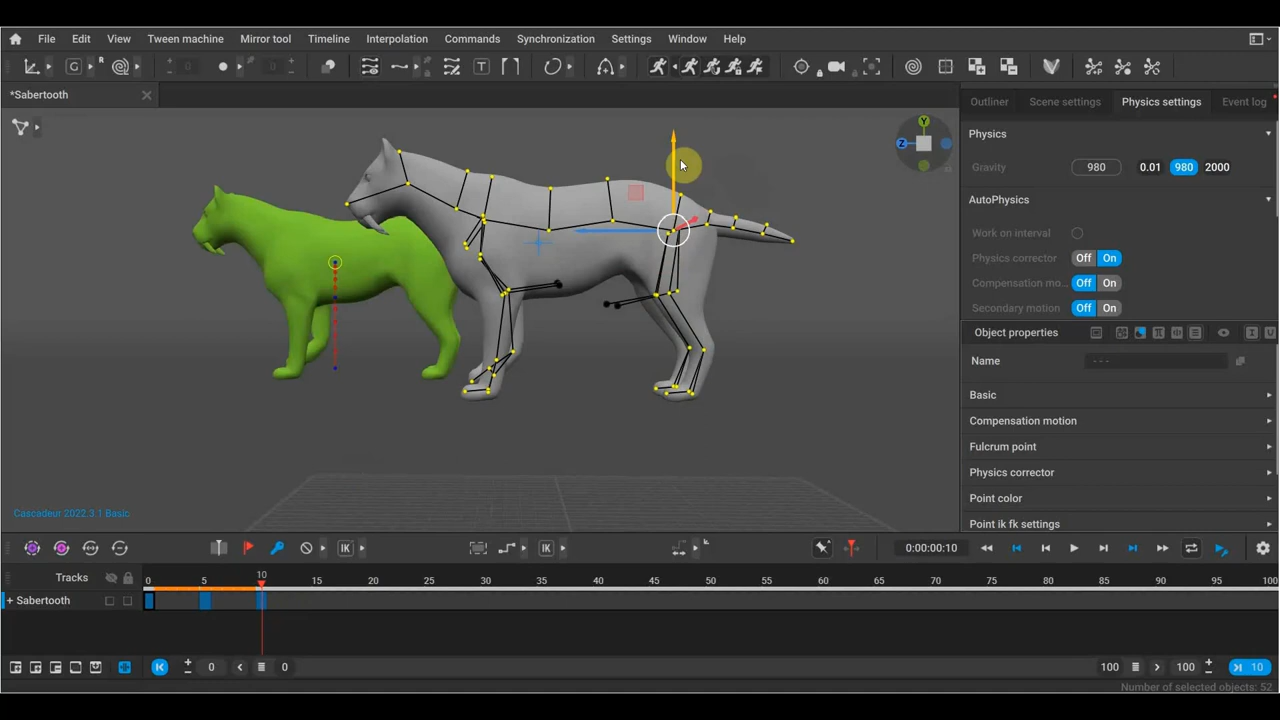 File Edit View Tween machine Mirror tool Timeline Interpolation Commands Synchronization Settings Window Help
0 G R 0 T
*Sabertooth
Outliner Scene settings Physics settings Event log
Physics
Gravity 980 0.01 980 2000
AutoPhysics
Work on interval
Physics corrector Off On
Compensation mo... Off On
Secondary motion Off On
Object properties
Name ---
Basic
Compensation motion
Fulcrum point
Physics corrector
Point color
Point ik fk settings
Y
Z
Cascadeur 2022.3.1 Basic
IK IK 0:00:00:10
Tracks 0 5 10 15 20 25 30 35 40 45 50 55 60 65 70 75 80 85 90 95 100
+ Sabertooth
0 0 100 100 10
Number of selected objects: 52